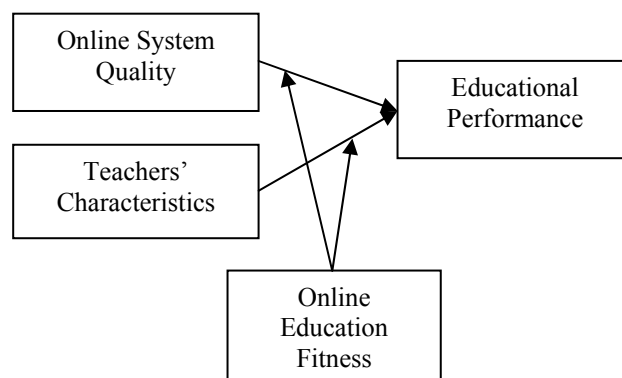 Online System
Quality
Educational
Performance
Teachers’
Characteristics
Online
Education
Fitness